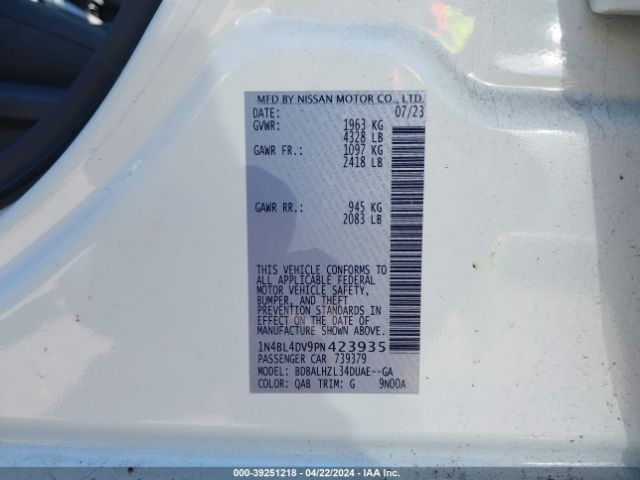 MFD BY NISSAN MOTOR CO., LTD.
DATE: 07/23
GVWR: 1963 KG
4328 LB
GAWR FR.: 1097 KG
2418 LB
GAWR RR.: 945 KG
2083 LB
THIS VEHICLE CONFORMS TO
ALL APPLICABLE FEDERAL
MOTOR VEHICLE SAFETY,
BUMPER, AND THEFT
PREVENTION STANDARDS IN
EFFECT ON THE DATE OF
MANUFACTURE SHOWN ABOVE.
1N4BL4DV9PN423935
PASSENGER CAR 739379
MODEL: BDBALHZL34DUAE--GA
COLOR: QAB TRIM: G 9N00A
000-39251218 - 04/22/2024 - IAA Inc.